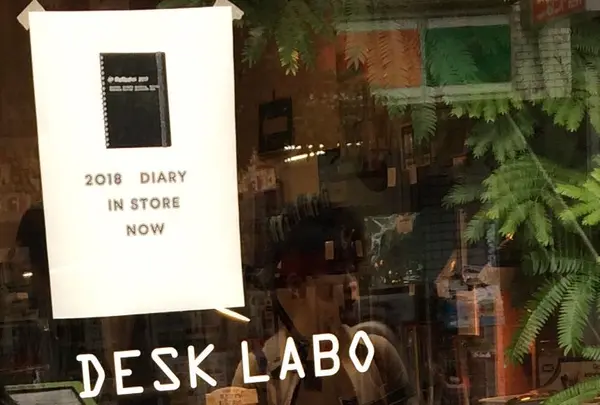 2018 DIARY
IN STORE
NOW
DESK LABO